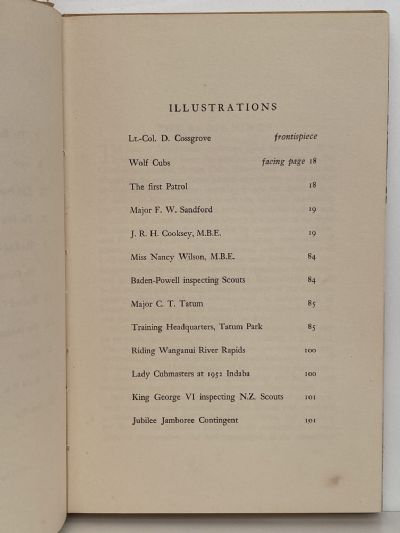 ILLUSTRATIONS
Lt.-Col. D. Cossgrove frontispiece
Wolf Cubs facing page 18
The first Patrol 18
Major F. W. Sandford 19
J. R. H. Cooksey, M.B.E. 19
Miss Nancy Wilson, M.B.E. 84
Baden-Powell inspecting Scouts 84
Major C. T. Tatum 85
Training Headquarters, Tatum Park 85
Riding Wanganui River Rapids 100
Lady Cubmasters at 1952 Indaba 100
King George VI inspecting N.Z. Scouts 101
Jubilee Jamboree Contingent 101